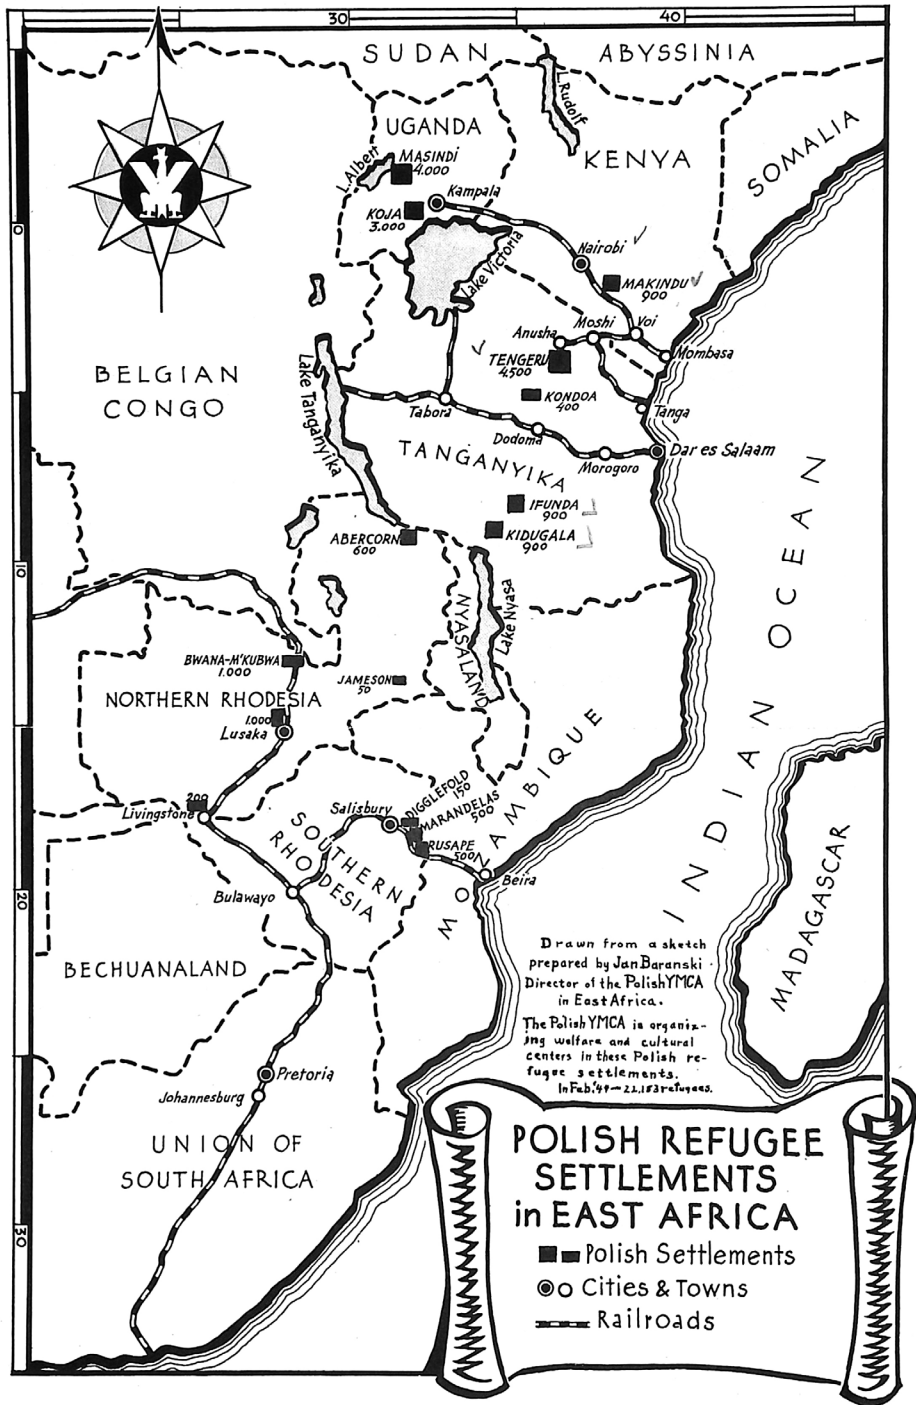 30
40
SUDAN
ABYSSINIA
L. Rudolf
UGANDA
KENYA
SOMALIA
L. Albert
MASINDI
4.000
Kampala
KOJA
3.000
0
Nairobi
Lake Victoria
MAKINDU
900
Moshi
Voi
Anusha
Mombasa
TENGERU
4,500
BELGIAN
CONGO
Lake Tanganyika
KONDOA
400
Tabora
Tanga
Dodoma
TANGANYIKA
Morogoro
Dar es Salaam
IFUNDA
900
ABERCORN
600
KIDUGALA
900
10
NYASALAND
Lake Nyasa
INDIAN OCEAN
BWANA-M'KUBWA
1.000
JAMESON
50
NORTHERN RHODESIA
1.000
Lusaka
MOZAMBIQUE
200
Livingstone
Salisbury
DIGGLEFOLD
150
MARANDELAS
500
RUSAPE
500
SOUTHERN
RHODESIA
Beira
Bulawayo
20
MADAGASCAR
BECHUANALAND
Drawn from a sketch
prepared by Jan Baranski
Director of the Polish YMCA
in East Africa.
The Polish YMCA is organiz-
ing welfare and cultural
centers in these Polish re-
fugee settlements.
In Feb.'49—22,153 refugees.
Pretoria
Johannesburg
UNION OF
SOUTH AFRICA
30
POLISH REFUGEE
SETTLEMENTS
in EAST AFRICA
Polish Settlements
Cities & Towns
Railroads